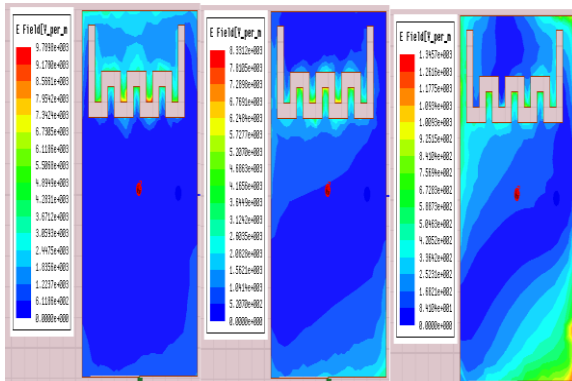 E Field[V_per_m
9.7898e+003
9.1780e+003
8.5661e+003
7.9542e+003
7.3424e+003
6.7305e+003
6.1186e+003
5.5068e+003
4.8949e+003
4.2831e+003
3.6712e+003
3.0593e+003
2.4475e+003
1.8356e+003
1.2237e+003
6.1186e+002
0.0000e+000
E Field[V_per_m
8.3312e+003
7.8105e+003
7.2898e+003
6.7691e+003
6.2484e+003
5.7277e+003
5.2070e+003
4.6863e+003
4.1656e+003
3.6449e+003
3.1242e+003
2.6035e+003
2.0828e+003
1.5621e+003
1.0414e+003
5.2070e+002
0.0000e+000
E Field[V_per_m
1.3457e+003
1.2616e+003
1.1775e+003
1.0934e+003
1.0093e+003
9.2515e+002
8.4104e+002
7.5694e+002
6.7283e+002
5.8873e+002
5.0463e+002
4.2052e+002
3.3642e+002
2.5231e+002
1.6821e+002
8.4104e+001
0.0000e+000